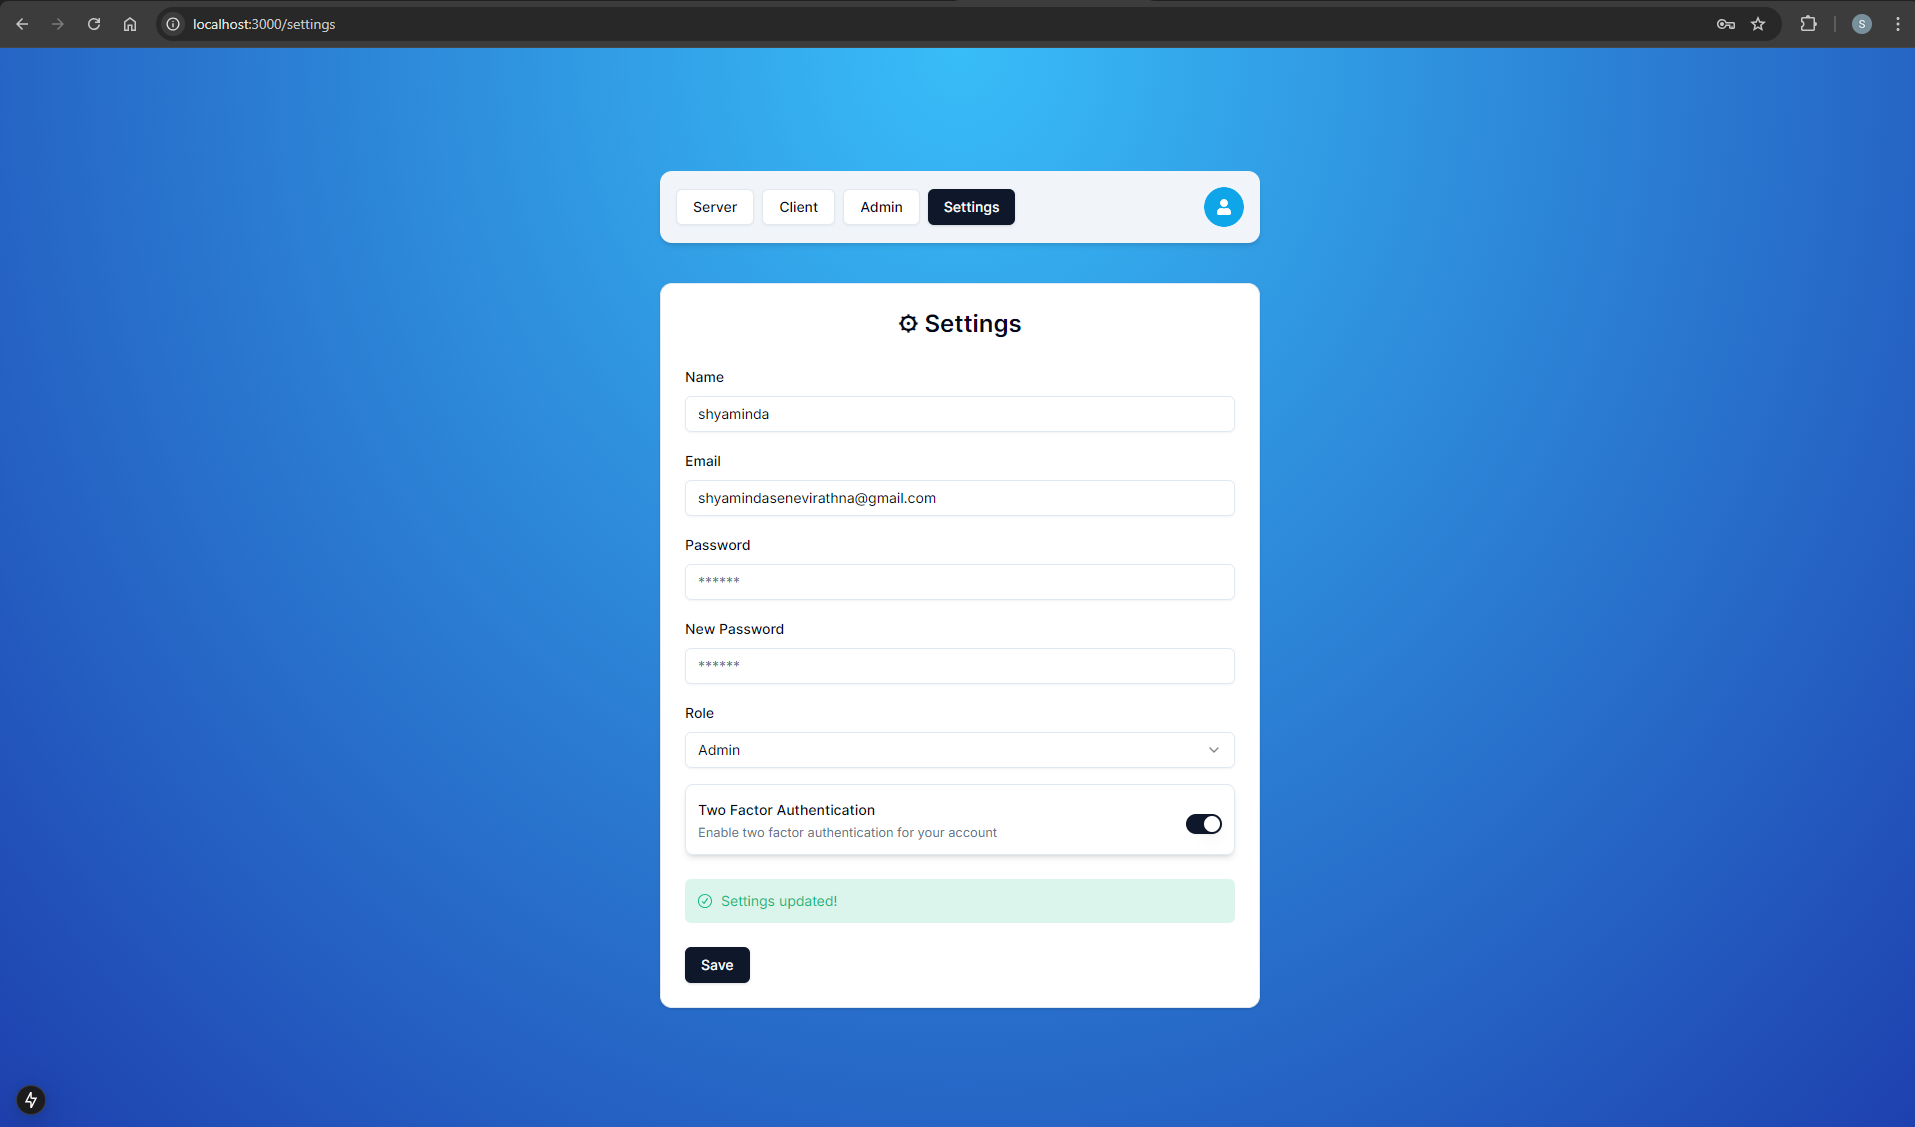 localhost:3000/settings
S
Server Client Admin Settings
⚙ Settings
Name
shyaminda
Email
shyamindasenevirathna@gmail.com
Password
******
New Password
******
Role
Admin
Two Factor Authentication
Enable two factor authentication for your account
Settings updated!
Save